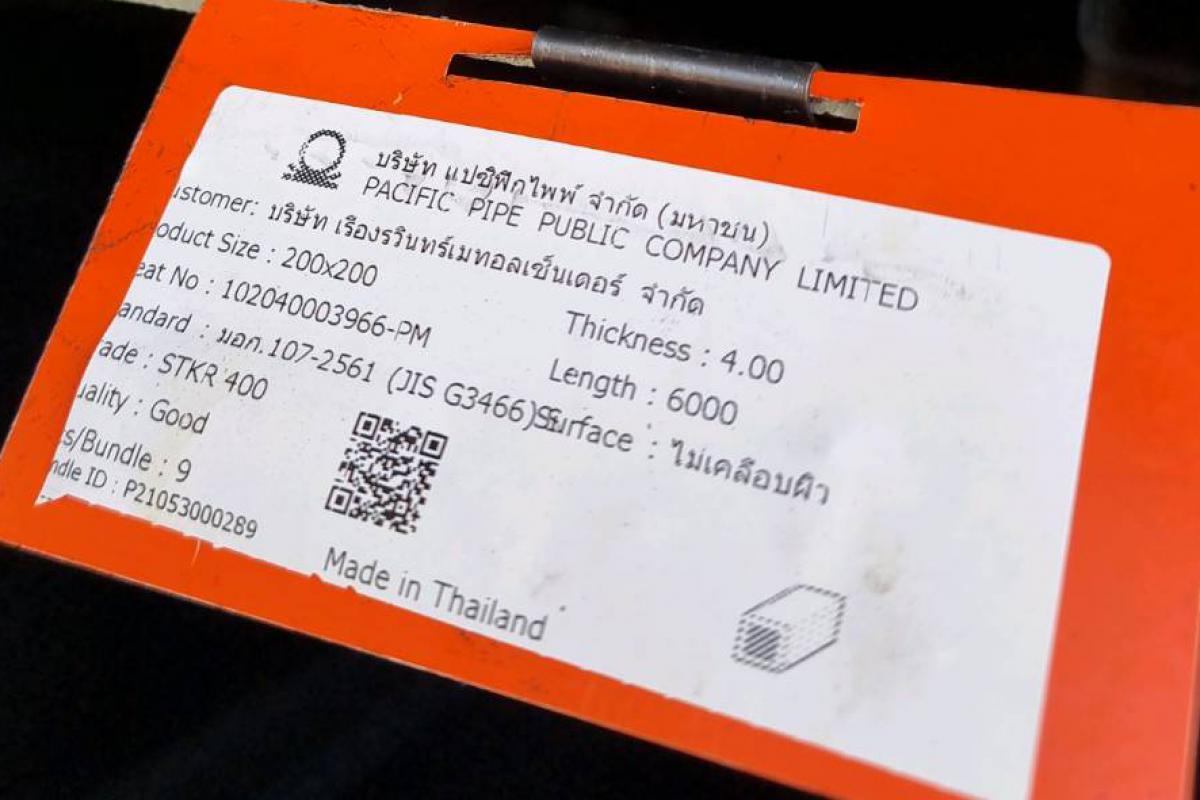 บริษัท แปซิฟิกไพพ์ จำกัด (มหาชน)
PACIFIC PIPE PUBLIC COMPANY LIMITED
ustomer: บริษัท เรืองรวินทร์เมทอลเซ็นเตอร์ จำกัด
oduct Size : 200x200
Thickness : 4.00
eat No : 102040003966-PM
Length : 6000
andard : มอก.107-2561 (JIS G3466)
Surface : ไม่เคลือบผิว
ade : STKR 400
uality : Good
cs/Bundle : 9
ndle ID : P21053000289
Made in Thailand